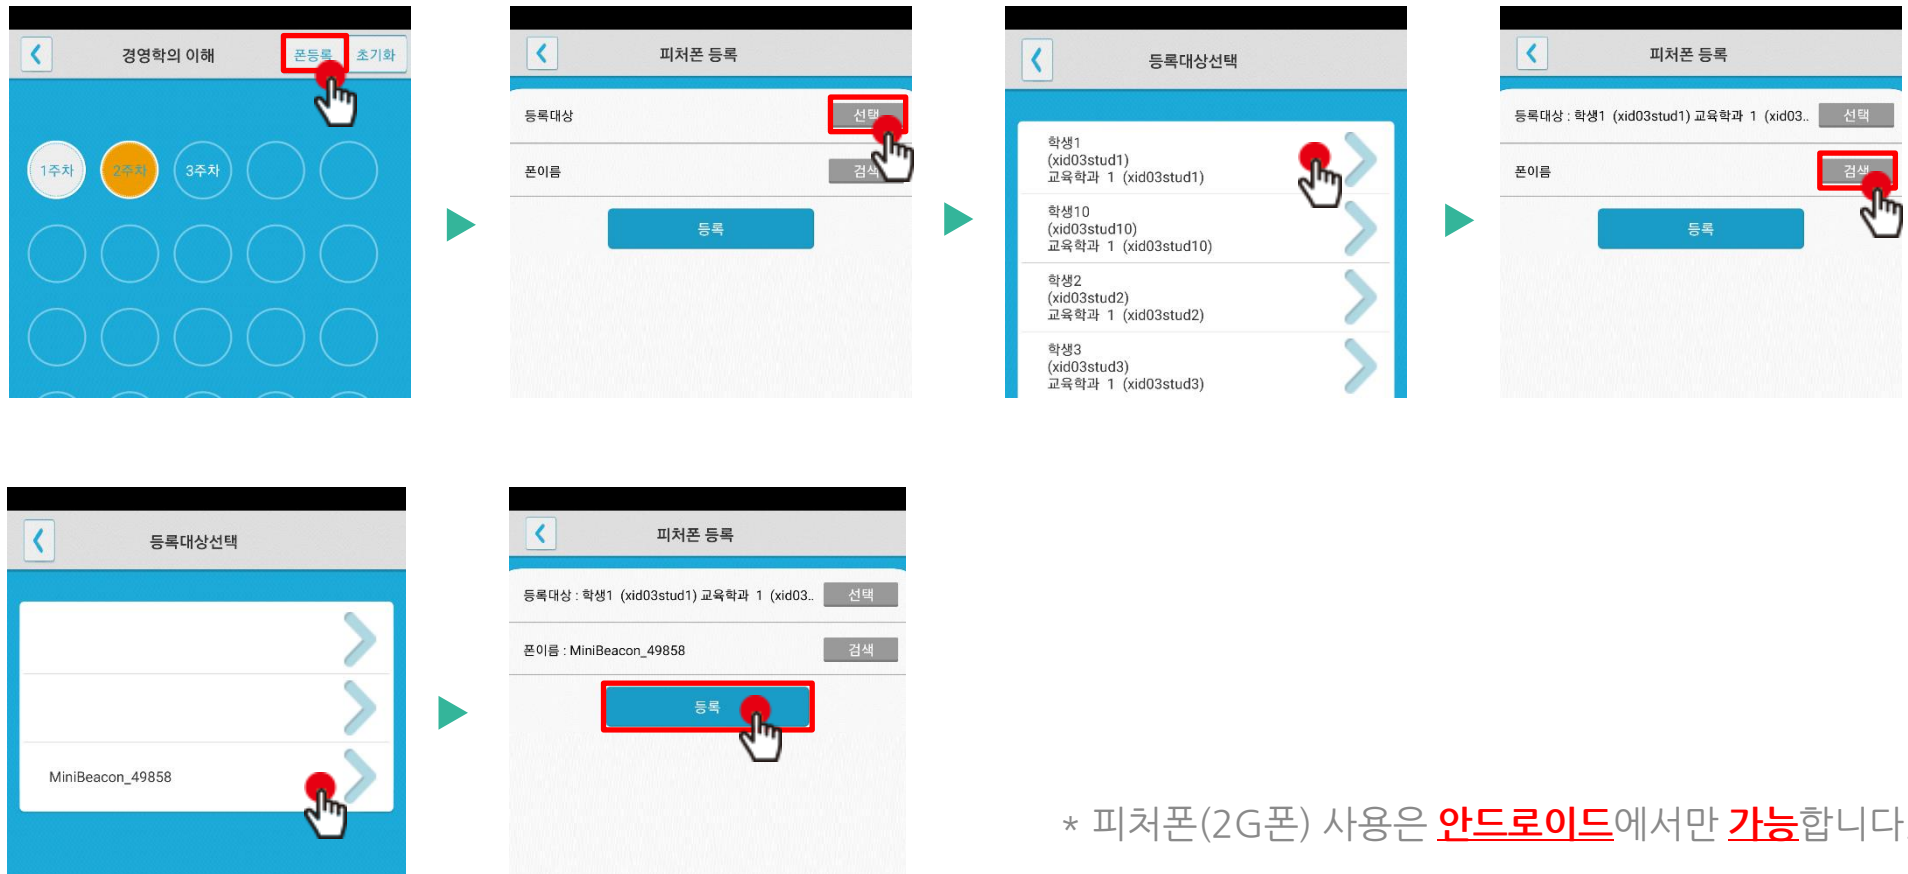 경영학의 이해
폰등록
초기화
1주차
2주차
3주차
피처폰 등록
등록대상
선택
폰이름
검색
등록
등록대상선택
학생1
(xid03stud1)
교육학과 1 (xid03stud1)
학생10
(xid03stud10)
교육학과 1 (xid03stud10)
학생2
(xid03stud2)
교육학과 1 (xid03stud2)
학생3
(xid03stud3)
교육학과 1 (xid03stud3)
피처폰 등록
등록대상 : 학생1 (xid03stud1) 교육학과 1 (xid03..
선택
폰이름
검색
등록
등록대상선택
MiniBeacon_49858
피처폰 등록
등록대상 : 학생1 (xid03stud1) 교육학과 1 (xid03..
선택
폰이름 : MiniBeacon_49858
검색
등록
* 피처폰(2G폰) 사용은 안드로이드에서만 가능합니다.